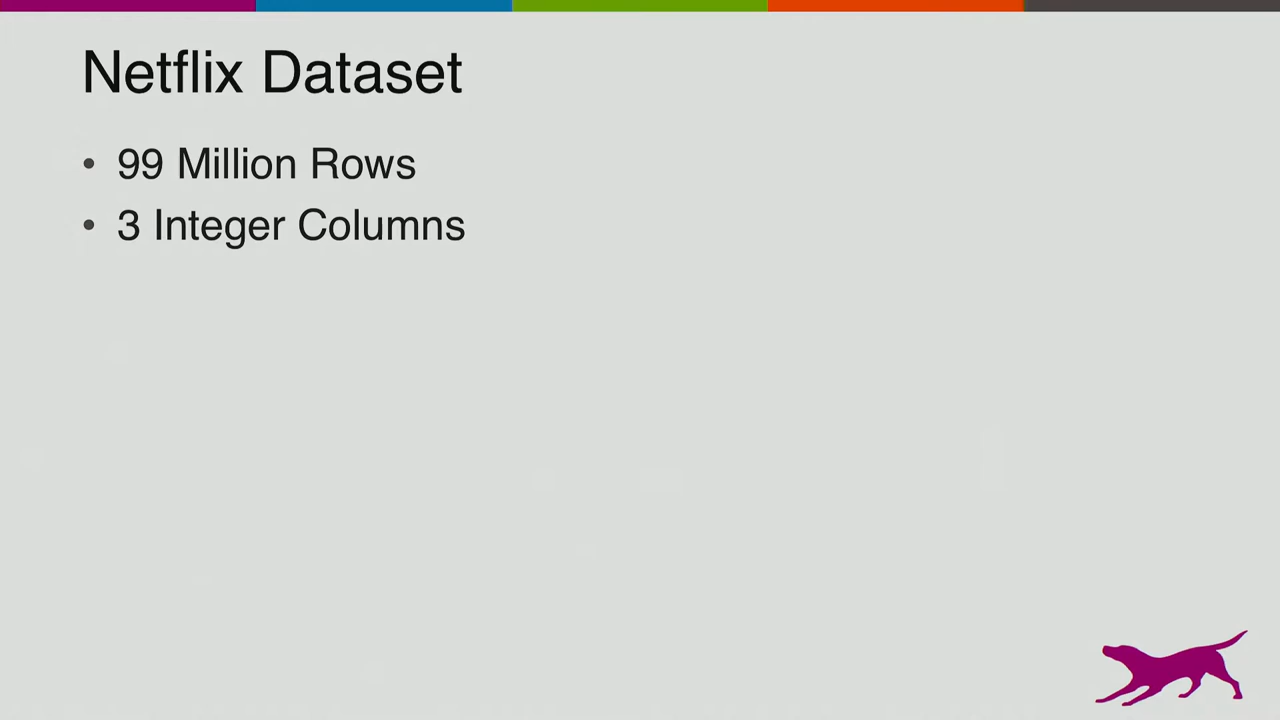 Netflix Dataset
• 99 Million Rows
• 3 Integer Columns